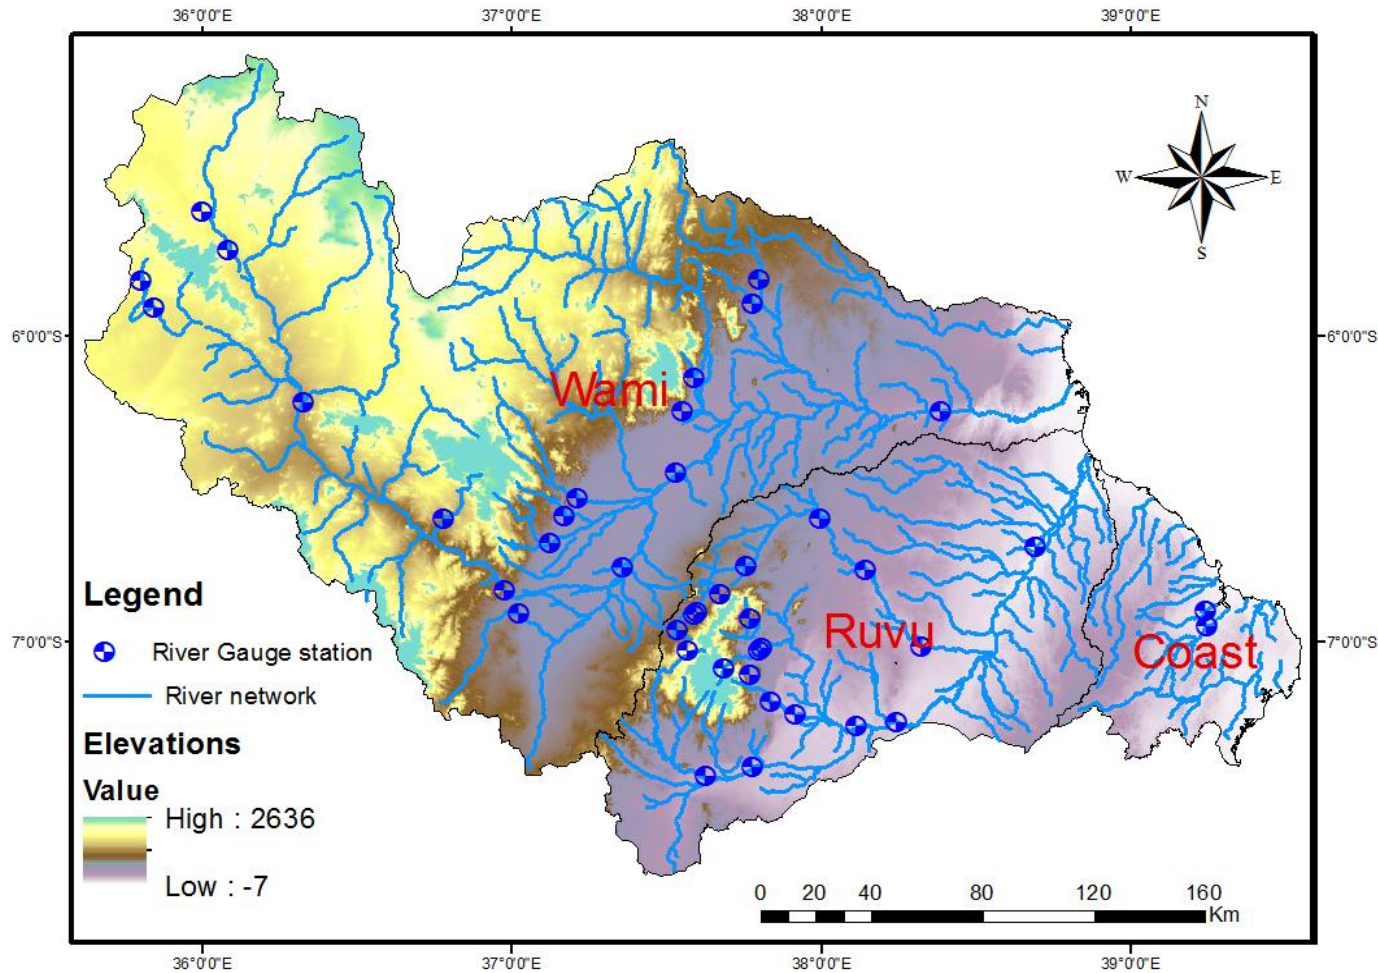 36°0'0"E 37°0'0"E 38°0'0"E 39°0'0"E
N
W E
S
6°0'0"S 6°0'0"S
Wami
7°0'0"S 7°0'0"S
Ruvu
Coast
Legend
River Gauge station
River network
Elevations
Value
High : 2636
Low : -7
0 20 40 80 120 160
Km
36°0'0"E 37°0'0"E 38°0'0"E 39°0'0"E